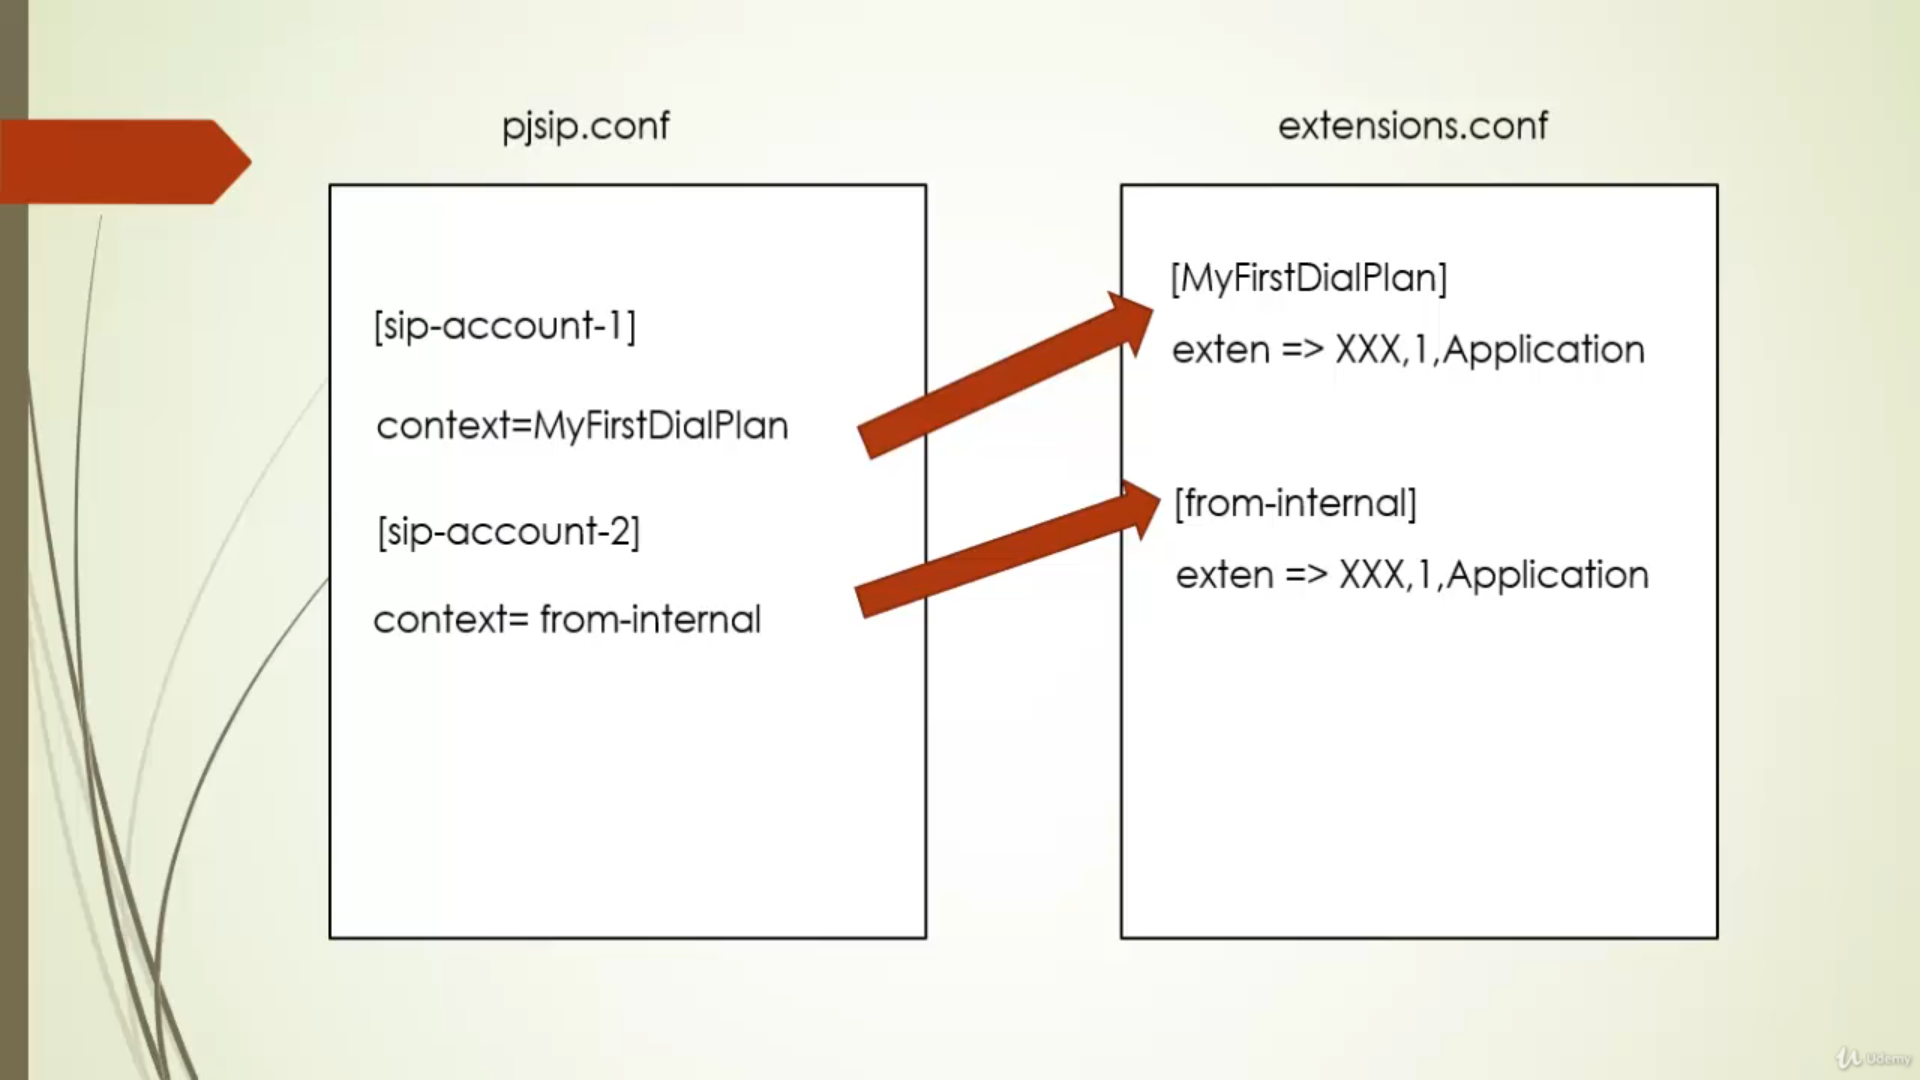 pjsip.conf
[sip-account-1]
context=MyFirstDialPlan
[sip-account-2]
context= from-internal
extensions.conf
[MyFirstDialPlan]
exten => XXX,1,Application
[from-internal]
exten => XXX,1,Application
Udemy